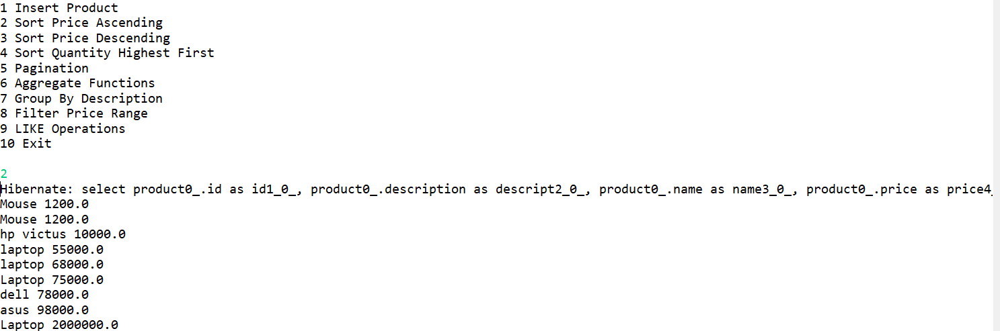 1 Insert Product
2 Sort Price Ascending
3 Sort Price Descending
4 Sort Quantity Highest First
5 Pagination
6 Aggregate Functions
7 Group By Description
8 Filter Price Range
9 LIKE Operations
10 Exit
2
Hibernate: select product0_.id as id1_0_, product0_.description as descript2_0_, product0_.name as name3_0_, product0_.price as price4_
Mouse 1200.0
Mouse 1200.0
hp victus 10000.0
laptop 55000.0
laptop 68000.0
Laptop 75000.0
dell 78000.0
asus 98000.0
Laptop 2000000.0